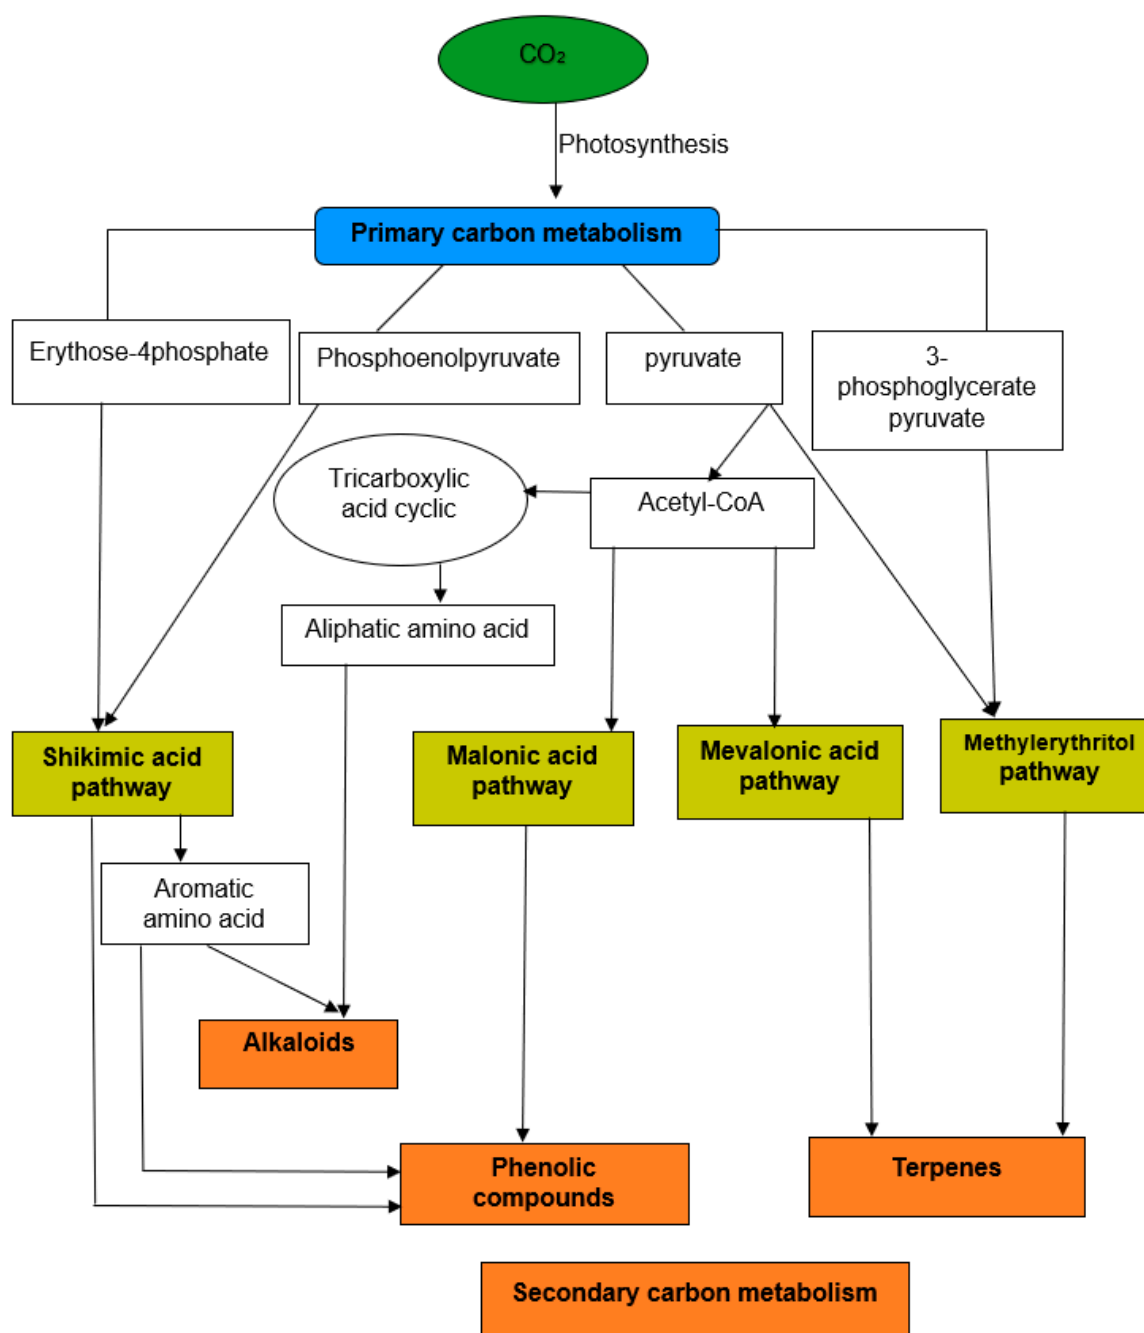 CO₂
Photosynthesis
Primary carbon metabolism
Erythose-4phosphate
Phosphoenolpyruvate
pyruvate
3-
phosphoglycerate
pyruvate
Tricarboxylic
acid cyclic
Acetyl-CoA
Aliphatic amino acid
Shikimic acid
pathway
Malonic acid
pathway
Mevalonic acid
pathway
Methylerythritol
pathway
Aromatic
amino acid
Alkaloids
Phenolic
compounds
Terpenes
Secondary carbon metabolism